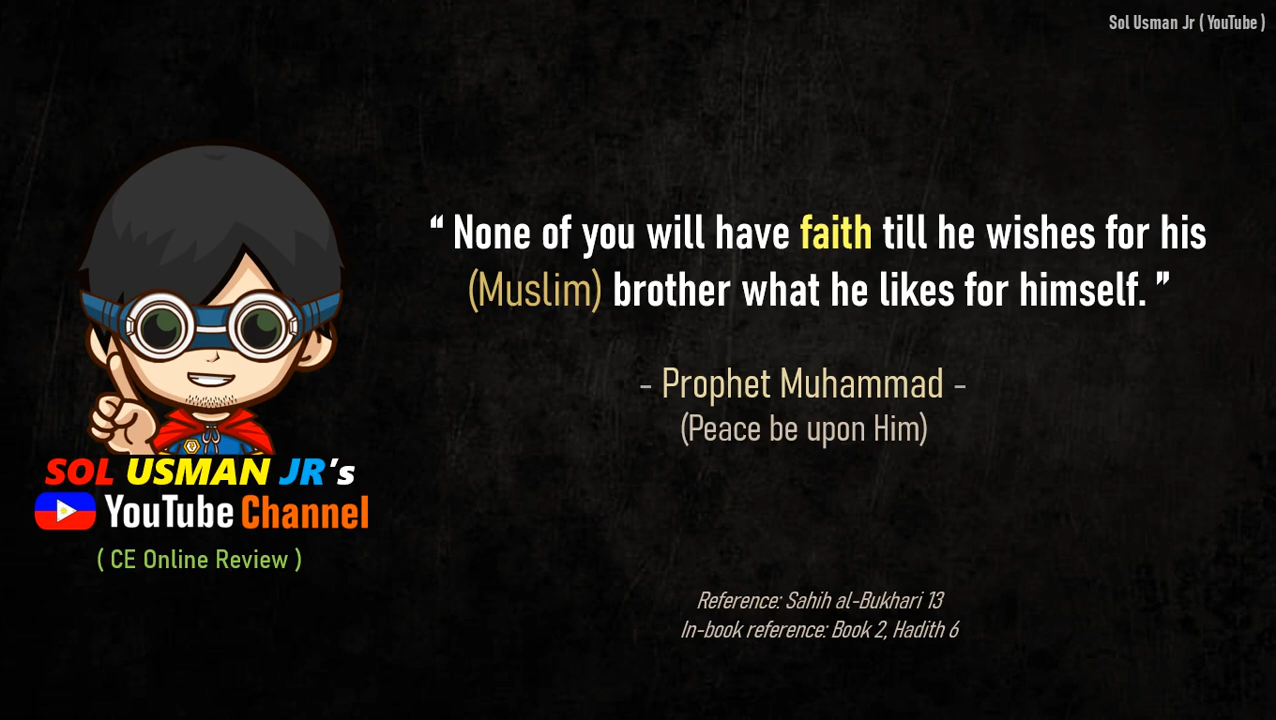 Sol Usman Jr ( YouTube )
“ None of you will have faith till he wishes for his
(Muslim) brother what he likes for himself. ”
- Prophet Muhammad -
(Peace be upon Him)
SOL USMAN JR's
YouTube Channel
( CE Online Review )
Reference: Sahih al-Bukhari 13
In-book reference: Book 2, Hadith 6